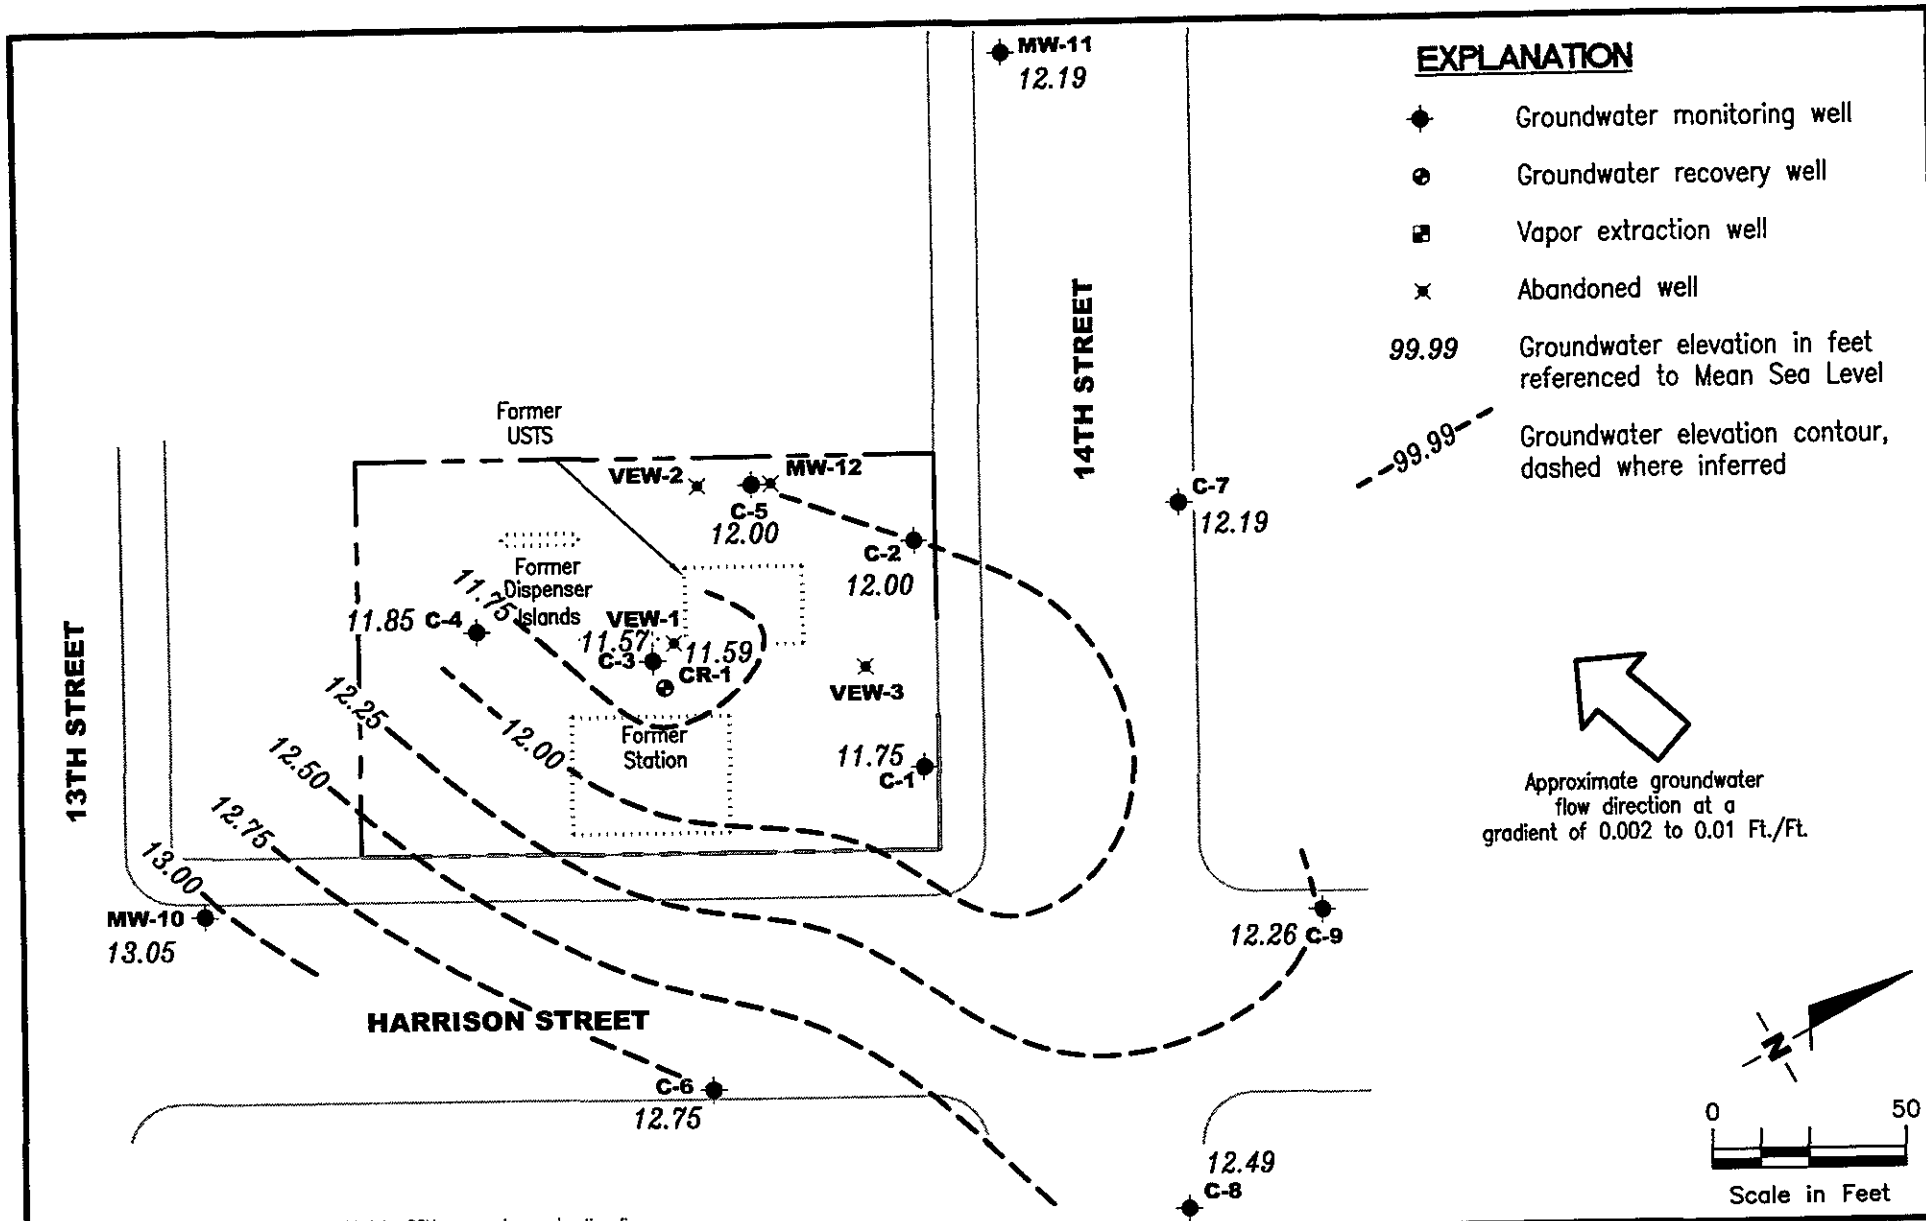 MW-11
12.19
EXPLANATION
Groundwater monitoring well
Groundwater recovery well
Vapor extraction well
Abandoned well
99.99
Groundwater elevation in feet
referenced to Mean Sea Level
99.99
Groundwater elevation contour,
dashed where inferred
14TH STREET
13TH STREET
Former
USTS
VEW-2
MW-12
C-5
12.00
C-2
12.00
C-7
12.19
Former
Dispenser
Islands
11.75
11.85 C-4
VEW-1
11.57
C-3
11.59
CR-1
VEW-3
12.25
12.00
Former
Station
11.75
C-1
12.50
12.75
13.00
MW-10
13.05
Approximate groundwater
flow direction at a
gradient of 0.002 to 0.01 Ft./Ft.
12.26 C-9
HARRISON STREET
C-6
12.75
12.49
C-8
N
0 50
Scale in Feet